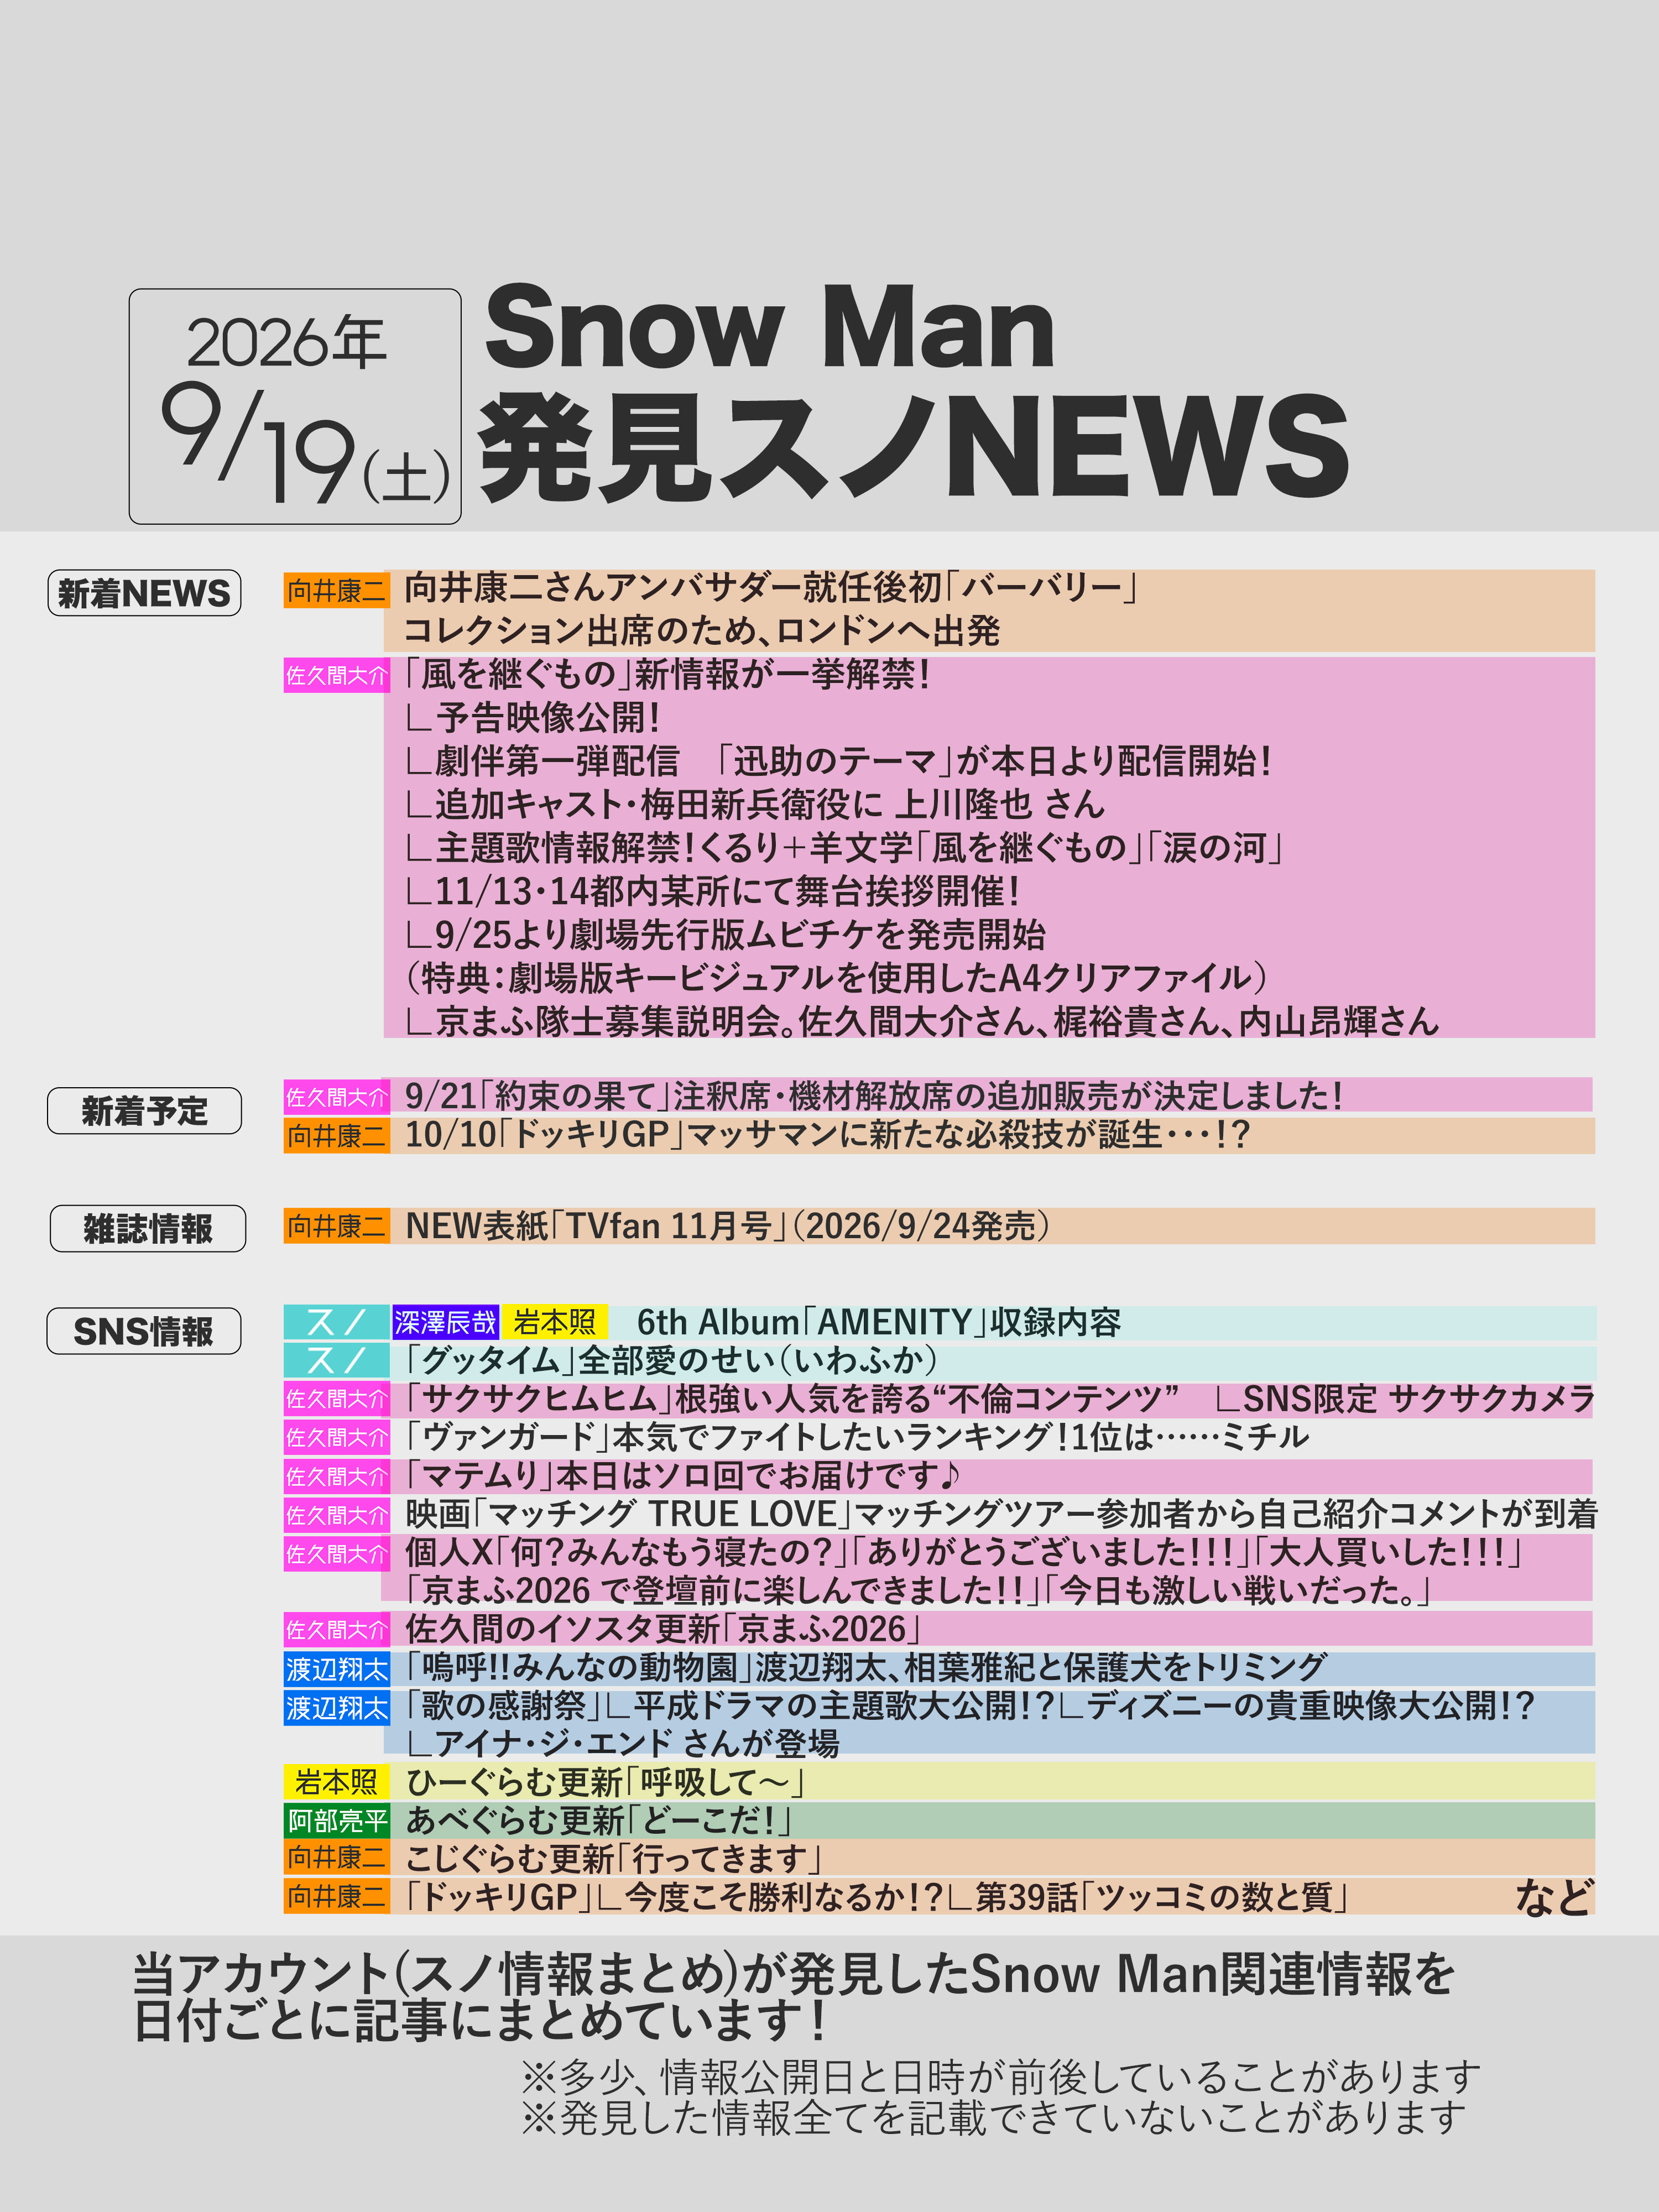 2026年
9/19(土)
Snow Man
発見スノNEWS
新着NEWS
向井康二 向井康二さんアンバサダー就任後初「バーバリー」
コレクション出席のため、ロンドンへ出発
佐久間大介 「風を継ぐもの」新情報が一挙解禁！
∟予告映像公開！
∟劇伴第一弾配信　「迅助のテーマ」が本日より配信開始！
∟追加キャスト・梅田新兵衛役に 上川隆也 さん
∟主題歌情報解禁！くるり＋羊文学「風を継ぐもの」「涙の河」
∟11/13・14都内某所にて舞台挨拶開催！
∟9/25より劇場先行版ムビチケを発売開始
（特典：劇場版キービジュアルを使用したA4クリアファイル）
∟京まふ隊士募集説明会。佐久間大介さん、梶裕貴さん、内山昂輝さん
新着予定
佐久間大介 9/21「約束の果て」注釈席・機材解放席の追加販売が決定しました！
向井康二 10/10「ドッキリGP」マッサマンに新たな必殺技が誕生・・・！？
雑誌情報
向井康二 NEW表紙「TVfan 11月号」（2026/9/24発売）
SNS情報
スノ 深澤辰哉 岩本照 6th Album「AMENITY」収録内容
スノ 「グッタイム」全部愛のせい（いわふか）
佐久間大介 「サクサクヒムヒム」根強い人気を誇る“不倫コンテンツ”　∟SNS限定 サクサクカメラ
佐久間大介 「ヴァンガード」本気でファイトしたいランキング！1位は……ミチル
佐久間大介 「マテムり」本日はソロ回でお届けです♪
佐久間大介 映画「マッチング TRUE LOVE」マッチングツアー参加者から自己紹介コメントが到着
佐久間大介 個人X「何？みんなもう寝たの？」「ありがとうございました！！！」「大人買いした！！！」
「京まふ2026 で登壇前に楽しんできました！！」「今日も激しい戦いだった。」
佐久間大介 佐久間のイソスタ更新「京まふ2026」
渡辺翔太 「嗚呼!!みんなの動物園」渡辺翔太、相葉雅紀と保護犬をトリミング
渡辺翔太 「歌の感謝祭」∟平成ドラマの主題歌大公開！？∟ディズニーの貴重映像大公開！？
∟アイナ・ジ・エンド さんが登場
岩本照 ひーぐらむ更新「呼吸して～」
阿部亮平 あべぐらむ更新「どーこだ！」
向井康二 こじぐらむ更新「行ってきます」
向井康二 「ドッキリGP」∟今度こそ勝利なるか！？∟第39話「ツッコミの数と質」 など
当アカウント(スノ情報まとめ)が発見したSnow Man関連情報を
日付ごとに記事にまとめています！
※多少、情報公開日と日時が前後していることがあります
※発見した情報全てを記載できていないことがあります